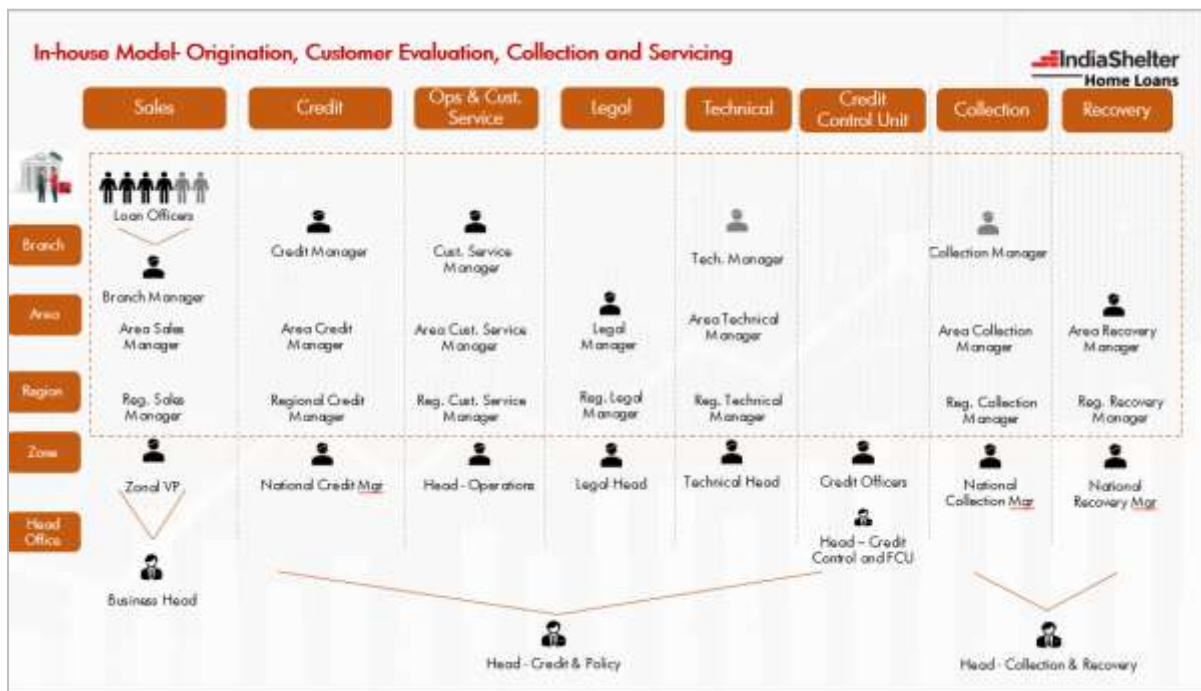 In-house Model- Origination, Customer Evaluation, Collection and Servicing
IndiaShelter
Home Loans
Sales
Credit
Ops & Cust.
Service
Legal
Technical
Credit
Control Unit
Collection
Recovery
Loan Officers
Branch
Credit Manager
Cust. Service
Manager
Tech. Manager
Collection Manager
Branch Manager
Area
Area Sales
Manager
Area Credit
Manager
Area Cust. Service
Manager
Legal
Manager
Area Technical
Manager
Area Collection
Manager
Area Recovery
Manager
Region
Reg. Sales
Manager
Regional Credit
Manager
Reg. Cust. Service
Manager
Reg. Legal
Manager
Reg. Technical
Manager
Reg. Collection
Manager
Reg. Recovery
Manager
Zone
Zonal VP
National Credit Mgr
Head - Operations
Legal Head
Technical Head
Credit Officers
National
Collection Mgr
National
Recovery Mgr
Head
Office
Head – Credit
Control and FCU
Business Head
Head - Credit & Policy
Head - Collection & Recovery